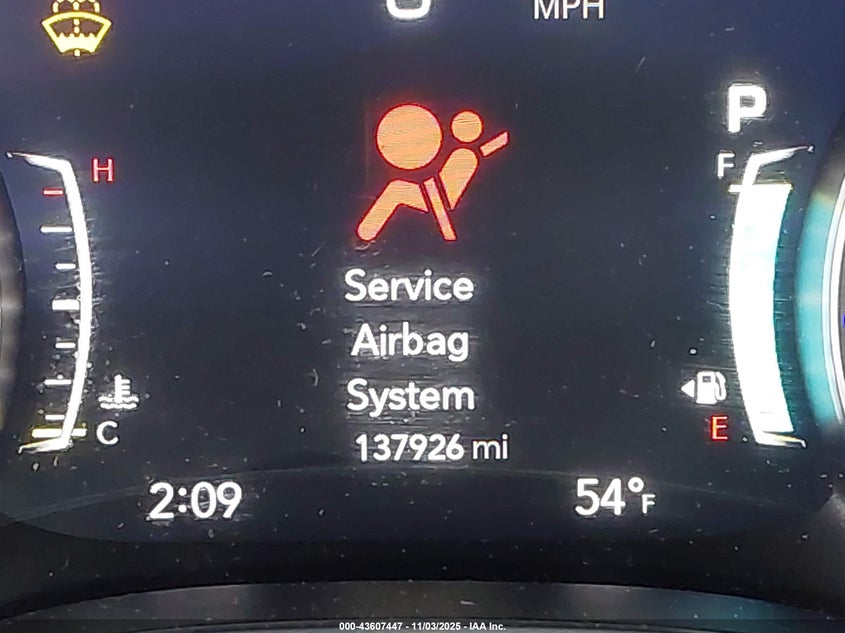 MPH
P
H
F
Service
Airbag
System
E
C
137926 mi
2:09
54°F
000-43607447 - 11/03/2025 - IAA Inc.